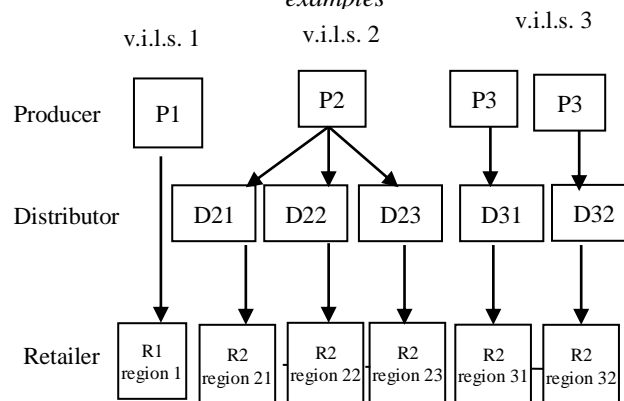 examples
v.i.l.s. 1 v.i.l.s. 2 v.i.l.s. 3
Producer P1 P2 P3 P3
Distributor D21 D22 D23 D31 D32
Retailer R1 R2 R2 R2 R2 R2
region 1 region 21 region 22 region 23 region 31 region 32